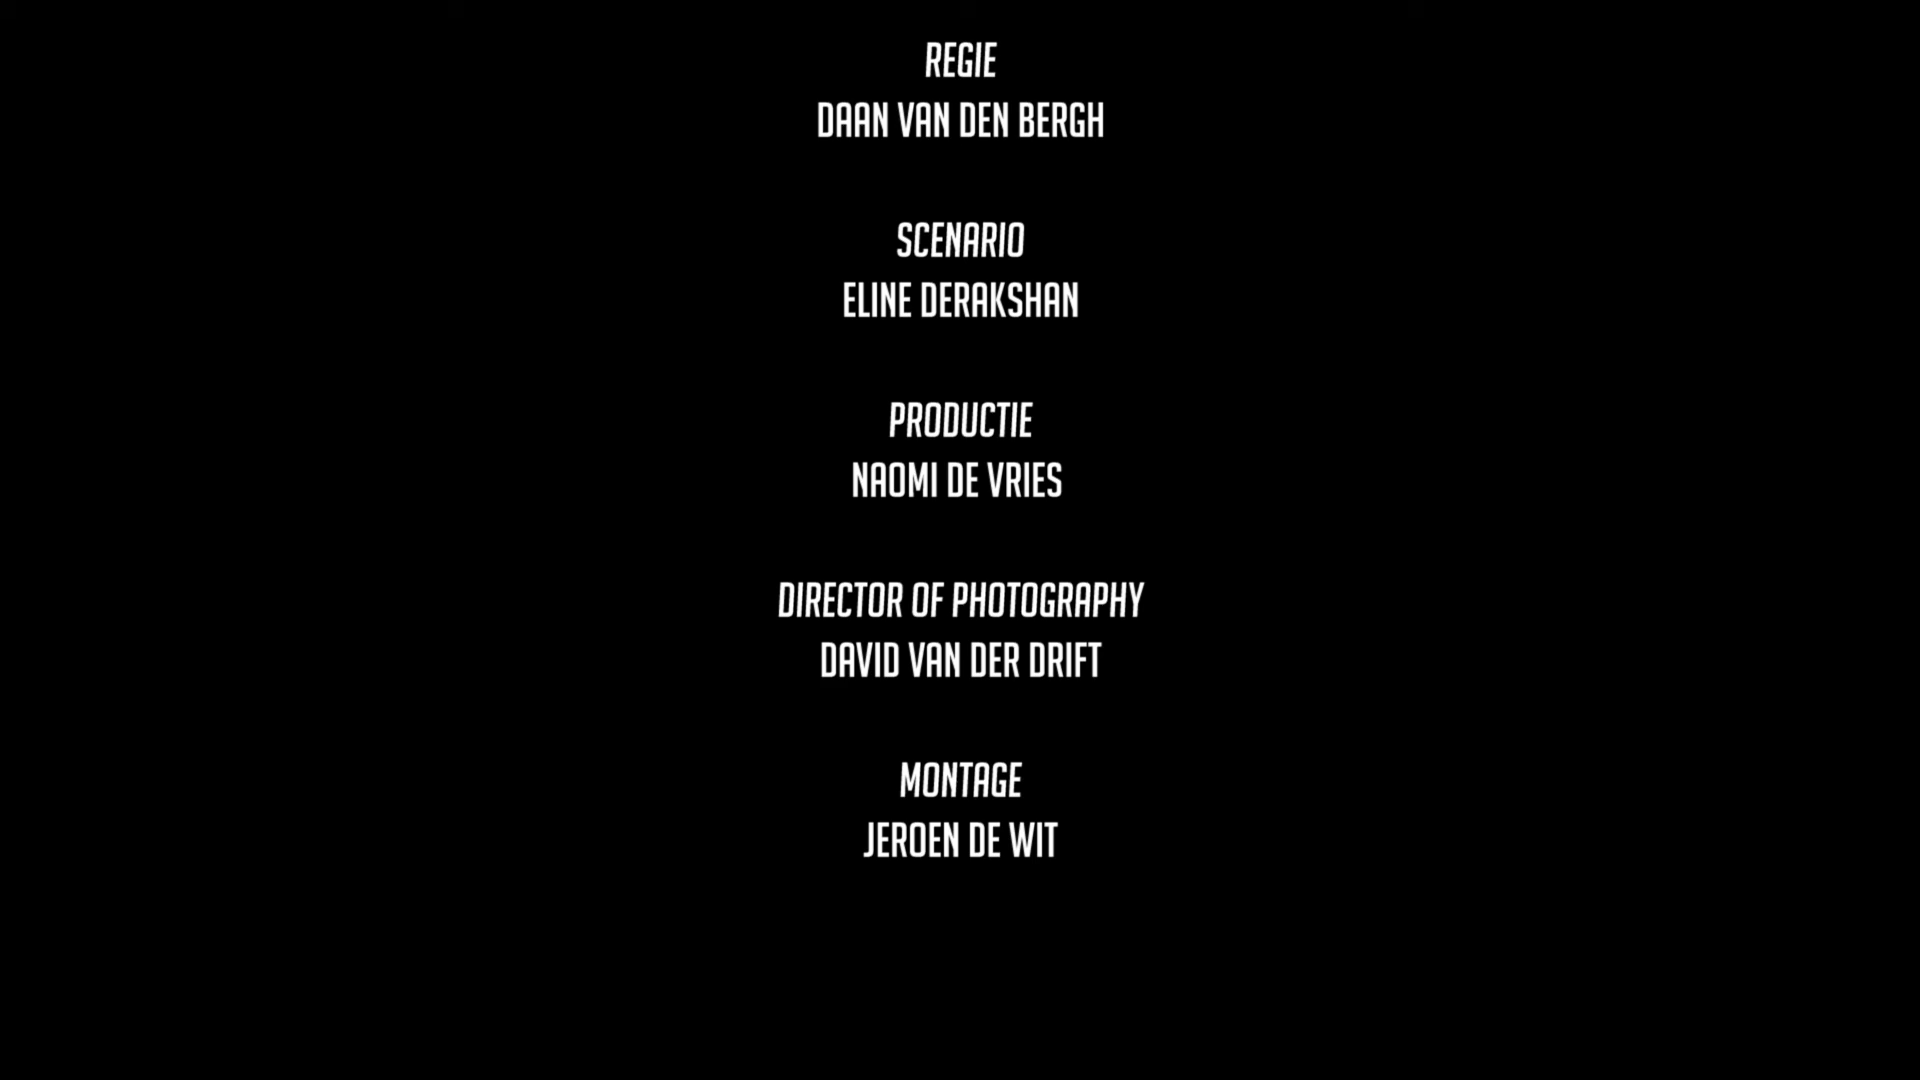 REGIE
DAAN VAN DEN BERGH
SCENARIO
ELINE DERAKSHAN
PRODUCTIE
NAOMI DE VRIES
DIRECTOR OF PHOTOGRAPHY
DAVID VAN DER DRIFT
MONTAGE
JEROEN DE WIT